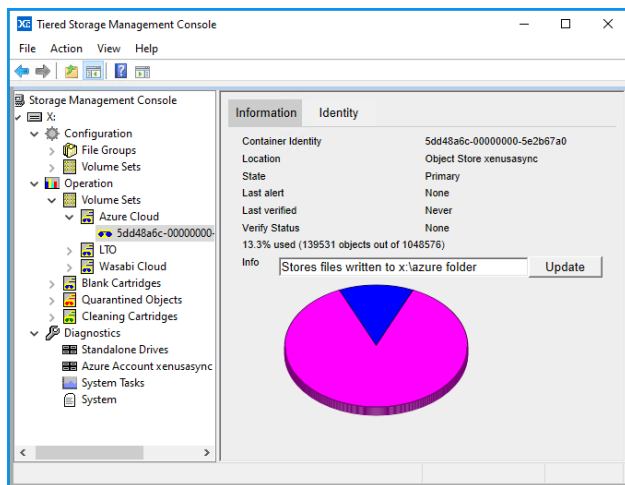 Tiered Storage Management Console
File Action View Help
Storage Management Console
X:
Configuration
File Groups
Volume Sets
Operation
Volume Sets
Azure Cloud
5dd48a6c-00000000-
LTO
Wasabi Cloud
Blank Cartridges
Quarantined Objects
Cleaning Cartridges
Diagnostics
Standalone Drives
Azure Account xenusasync
System Tasks
System
Information Identity
Container Identity 5dd48a6c-00000000-5e2b67a0
Location Object Store xenusasync
State Primary
Last alert None
Last verified Never
Verify Status None
13.3% used (139531 objects out of 1048576)
Info Stores files written to x:\azure folder Update